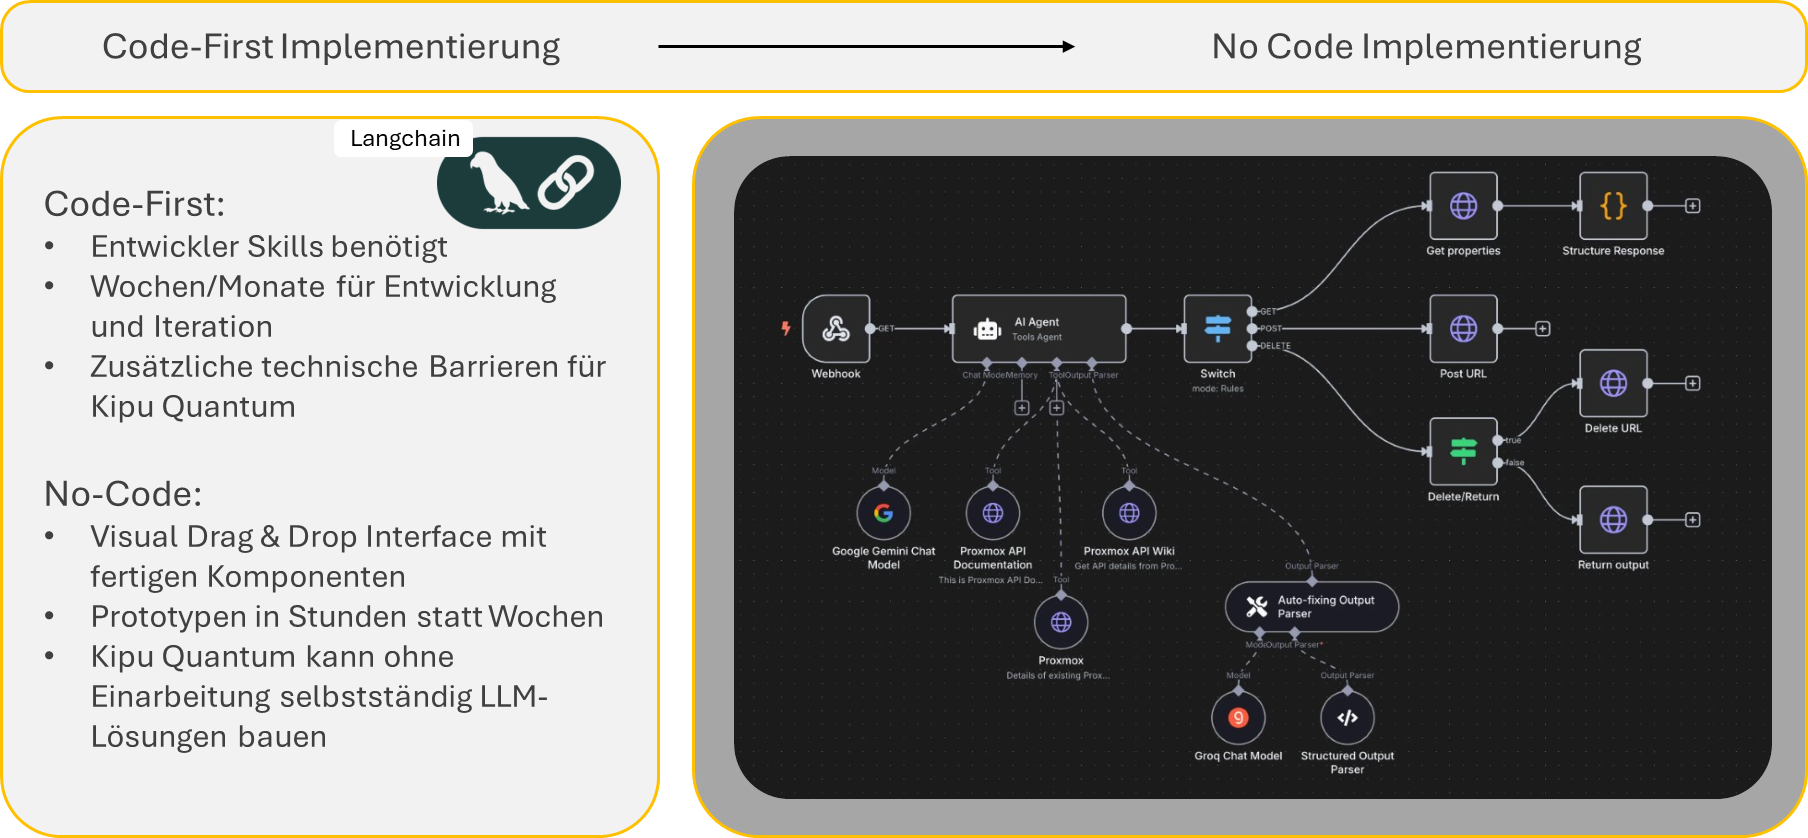 Code-First Implementierung
No Code Implementierung
Langchain
Code-First:
• Entwickler Skills benötigt
• Wochen/Monate für Entwicklung
und Iteration
• Zusätzliche technische Barrieren für
Kipu Quantum
No-Code:
• Visual Drag & Drop Interface mit
fertigen Komponenten
• Prototypen in Stunden statt Wochen
• Kipu Quantum kann ohne
Einarbeitung selbstständig LLM-
Lösungen bauen
Get properties
Structure Response
GET
AI Agent
Tools Agent
GET
POST
DELETE
Webhook
Chat Mode
Memory
Tool
Output Parser
Switch
mode: Rules
Post URL
Delete URL
true
false
Delete/Return
Model
Tool
Tool
Google Gemini Chat
Model
Proxmox API
Documentation
This is Proxmox API Do...
Proxmox API Wiki
Get API details from Pro...
Return output
Output Parser
Tool
Auto-fixing Output
Parser
Proxmox
Details of existing Prox...
Mod
Output Parser*
Model
Output Parser
Groq Chat Model
Structured Output
Parser